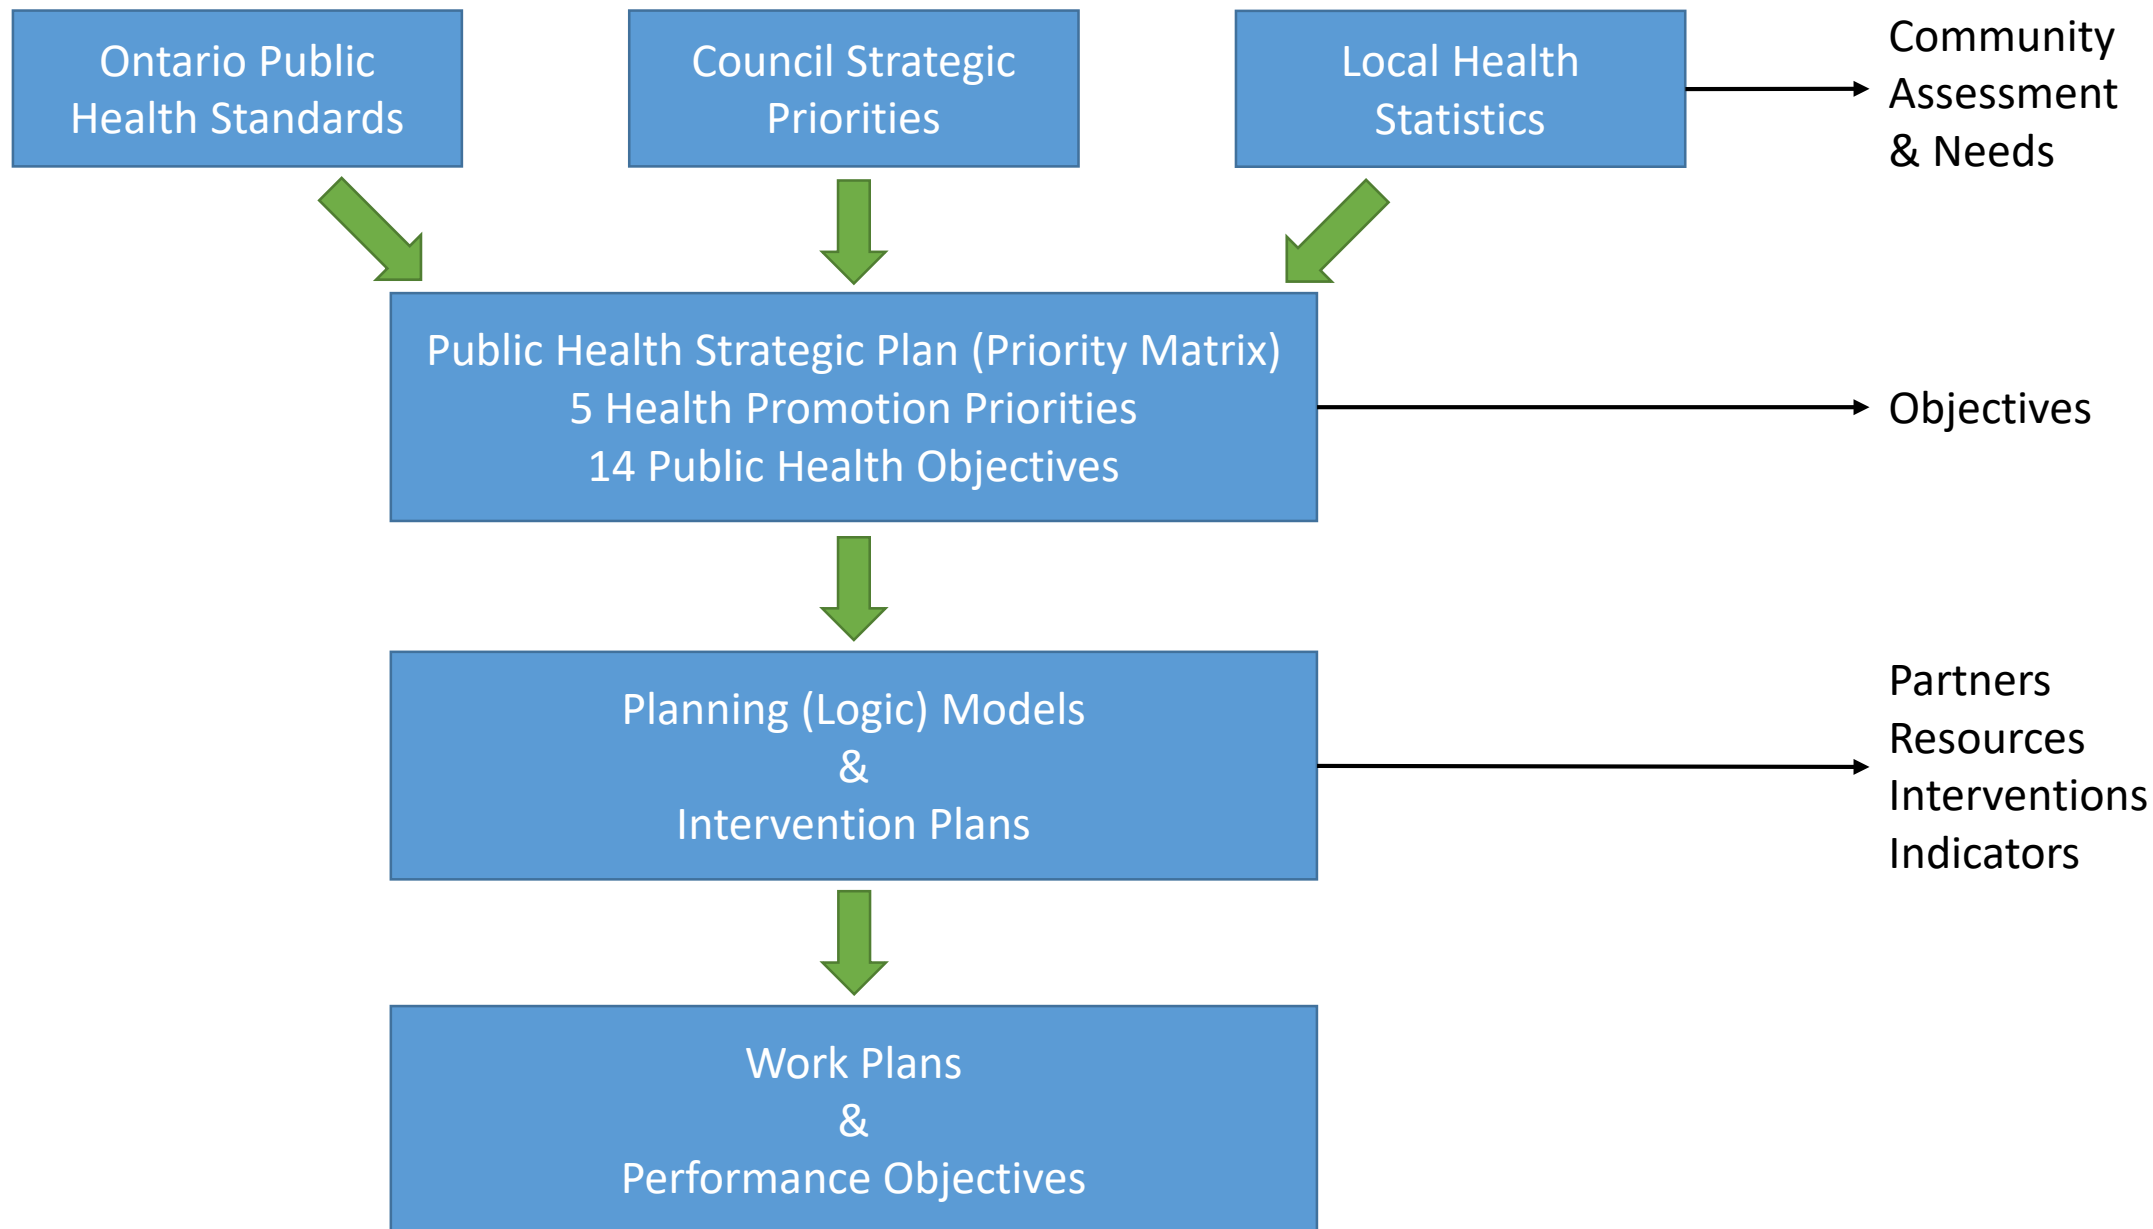 Ontario Public
Health Standards
Council Strategic
Priorities
Local Health
Statistics
Community
Assessment
& Needs
Public Health Strategic Plan (Priority Matrix)
5 Health Promotion Priorities
14 Public Health Objectives
Objectives
Planning (Logic) Models
&
Intervention Plans
Partners
Resources
Interventions
Indicators
Work Plans
&
Performance Objectives